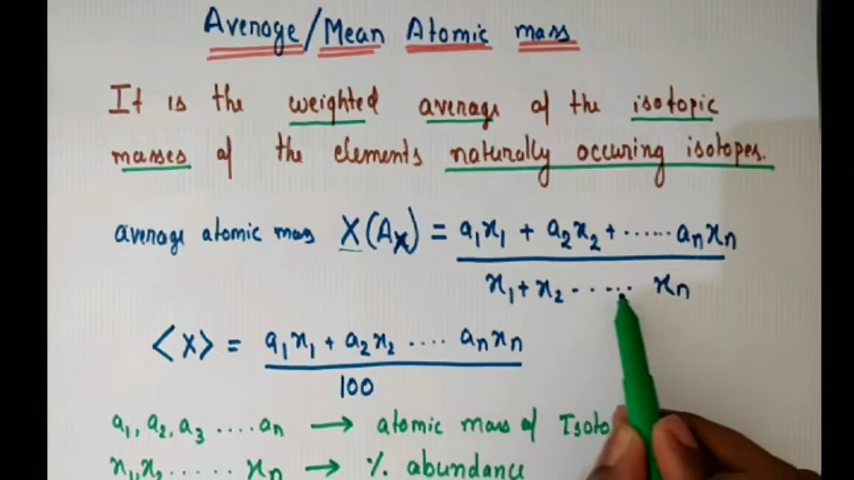 Average/Mean Atomic mass
It is the weighted average of the isotopic
masses of the elements naturally occuring isotopes.
average atomic mass X(Aₓ) = a₁x₁ + a₂x₂ + ...... aₙxₙ
x₁ + x₂ ...... xₙ
<X> = a₁x₁ + a₂x₂ .... aₙxₙ
100
a₁, a₂, a₃ .... aₙ → atomic mass of
x₁, x₂ ...... xₙ → % abundance